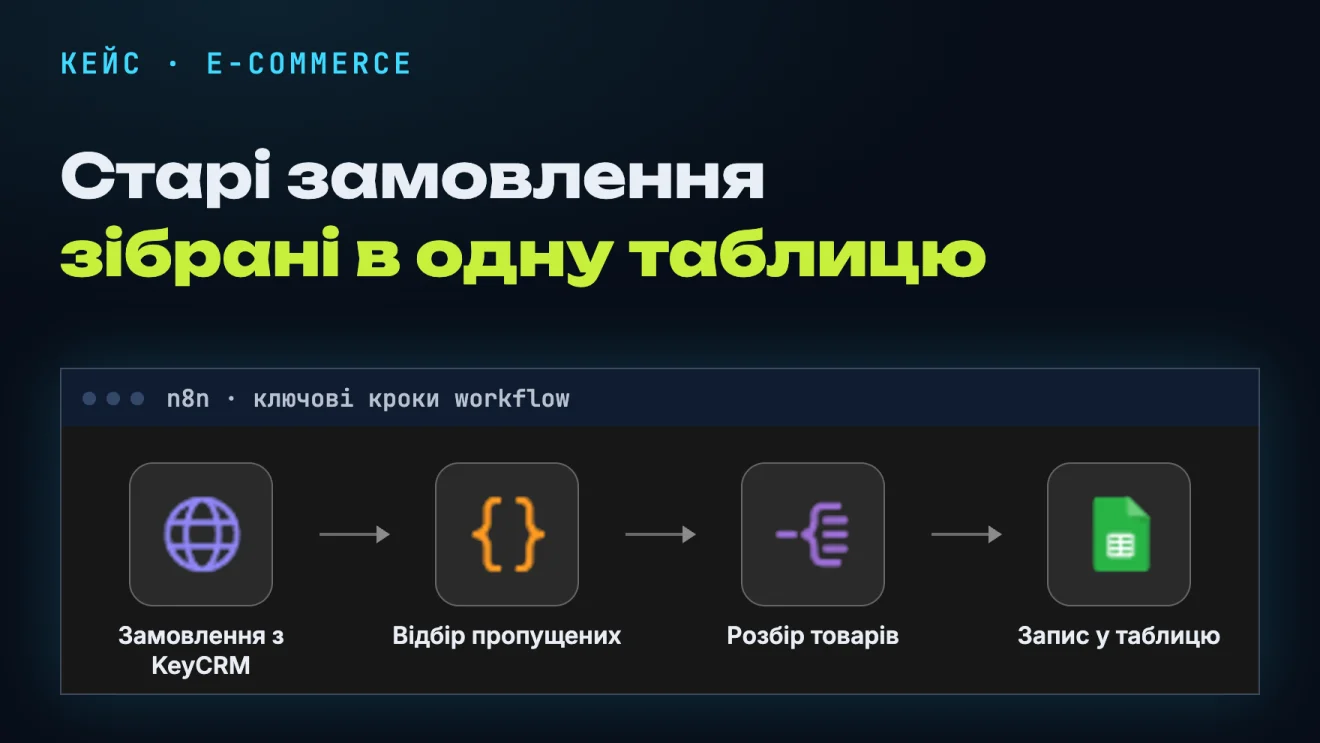 КЕЙС · E-COMMERCE
Старі замовлення
зібрані в одну таблицю
n8n · ключові кроки workflow
Замовлення з
KeyCRM
Відбір пропущених
Розбір товарів
Запис у таблицю